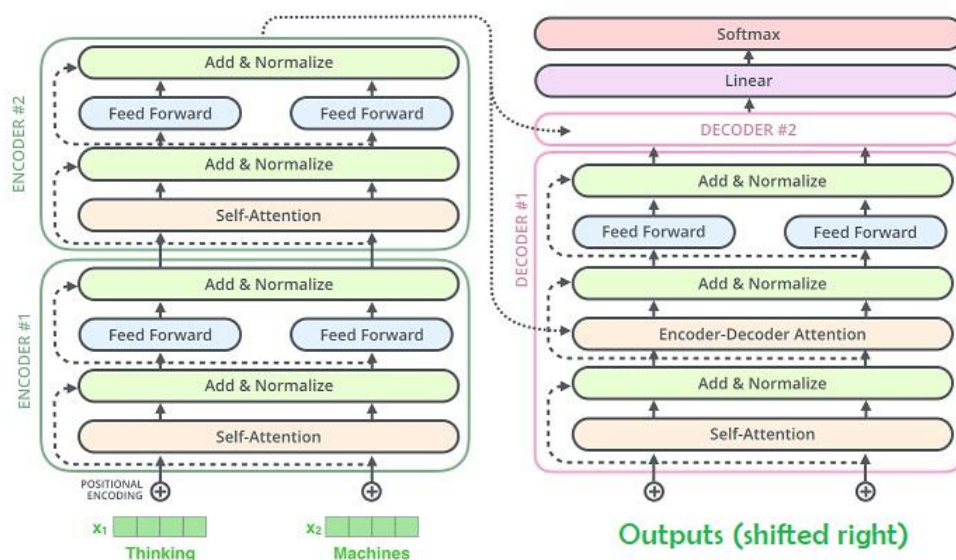 ENCODER #2
Add & Normalize
Feed Forward
Feed Forward
Add & Normalize
Self-Attention
ENCODER #1
Add & Normalize
Feed Forward
Feed Forward
Add & Normalize
Self-Attention
POSITIONAL
ENCODING
x₁
x₂
Thinking
Machines
Softmax
Linear
DECODER #2
DECODER #1
Add & Normalize
Feed Forward
Feed Forward
Add & Normalize
Encoder-Decoder Attention
Add & Normalize
Self-Attention
Outputs (shifted right)